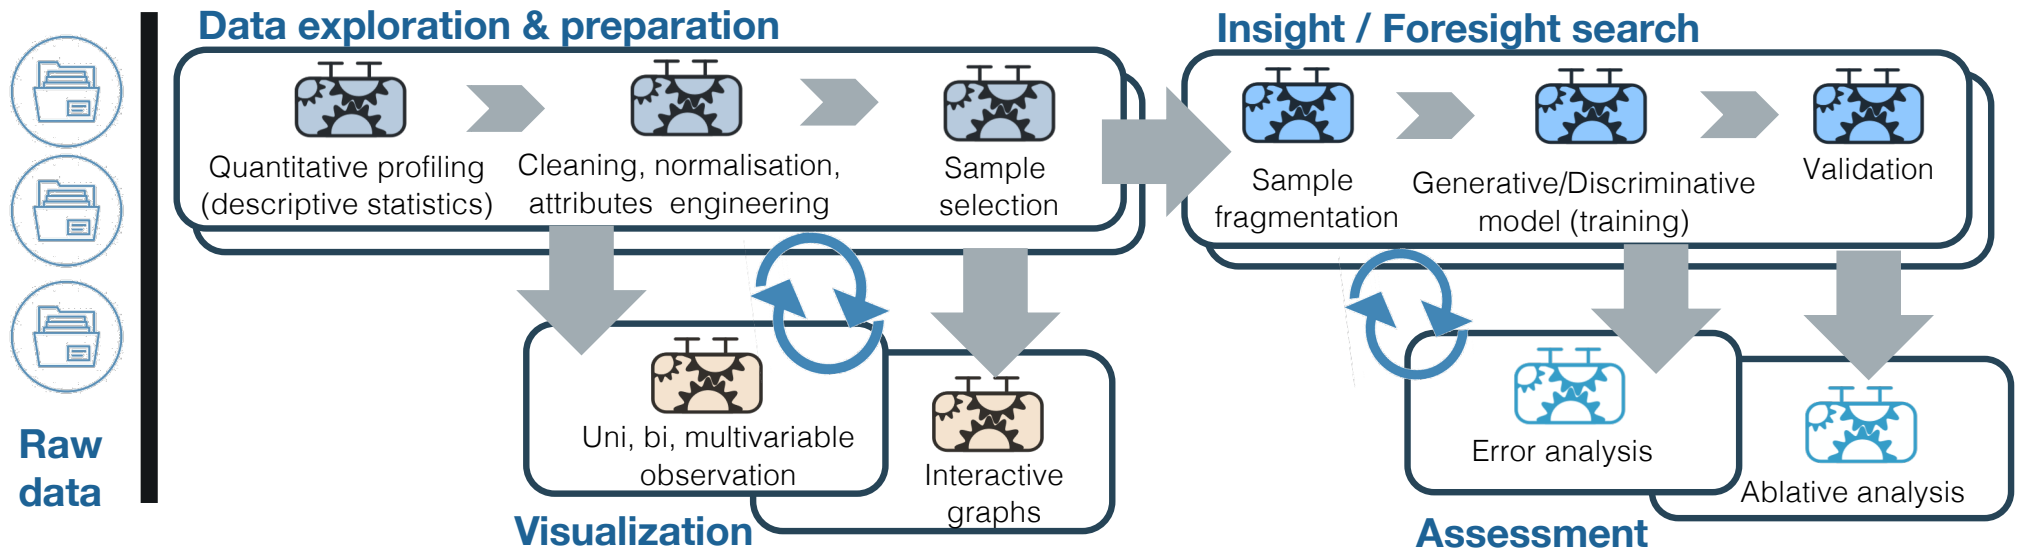 Data exploration & preparation
Insight / Foresight search
Quantitative profiling
(descriptive statistics)
Cleaning, normalisation,
attributes engineering
Sample
selection
Sample
fragmentation
Generative/Discriminative
model (training)
Validation
Raw
data
Uni, bi, multivariable
observation
Interactive
graphs
Visualization
Error analysis
Ablative analysis
Assessment